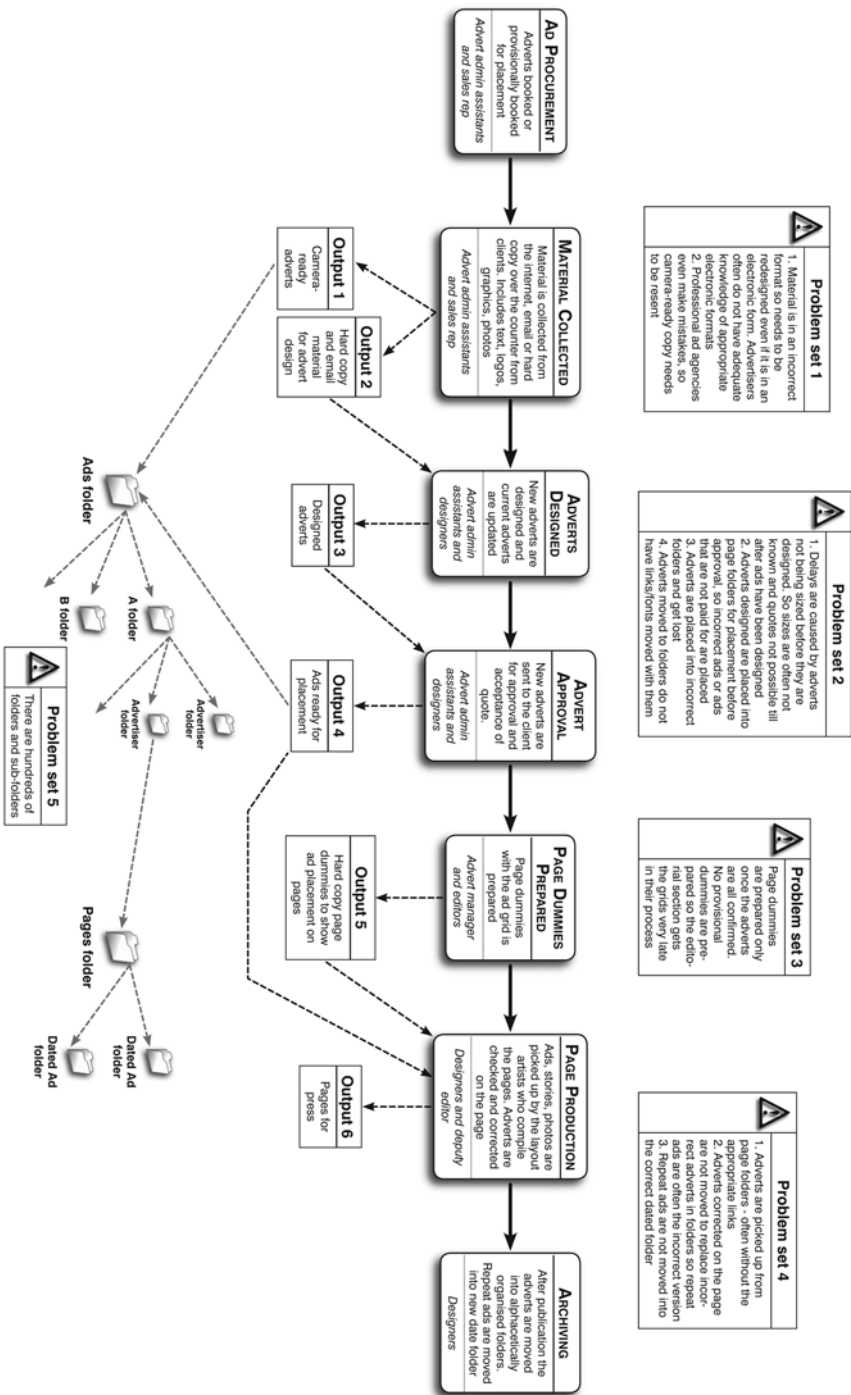 Problem set 1
1. Material is in an incorrect
format so needs to be
redesigned even if it is in an
electronic form. Advertisers
often do not have adequate
knowledge of appropriate
electronic formats
2. Professional ad agencies
even make mistakes, so
camera-ready copy needs
to be resent
Problem set 2
1. Delays are caused by adverts
not being sized before they are
designed. So sizes are often not
known and quotes not possible till
after ads have been designed
2. Adverts designed are placed into
page folders for placement before
approval, so incorrect ads or ads
that are not paid for are placed
3. Adverts are placed into incorrect
folders and get lost
4. Adverts moved to folders do not
have links/fonts moved with them
Problem set 3
Page dummies
are prepared only
once the adverts
are all confirmed.
No provisional
dummies are pre-
pared so the edito-
rial section gets
the grids very late
in their process
Problem set 4
1. Adverts are picked up from
page folders - often without the
appropriate links
2. Adverts corrected on the page
are not moved to replace incor-
rect adverts in folders so repeat
ads are often the incorrect version
3. Repeat ads are not moved into
the correct dated folder
AD PROCUREMENT
Adverts booked or
provisionally booked
for placement
Advert admin assistants
and sales rep
MATERIAL COLLECTED
Material is collected from
the internet, email or hard
copy over the counter from
clients. Includes text, logos,
graphics, photos
Advert admin assistants
and sales rep
ADVERTS
DESIGNED
New adverts are
designed and
current adverts
are updated
Advert admin
assistants and
designers
ADVERT
APPROVAL
New adverts are
sent to the client
for approval and
acceptance of
quote.
Advert admin
assistants and
designers
PAGE DUMMIES
PREPARED
Page dummies
with the ad grid is
prepared
Advert manager
and editors
PAGE PRODUCTION
Ads, stories, photos are
picked up by the layout
artists who compile
the pages. Adverts are
checked and corrected
on the page
Designers and deputy
editor
ARCHIVING
After publication the
adverts are moved
into alphacetically
organised folders.
Repeat ads are moved
into new date folder
Designers
Output 1
Camera-
ready
adverts
Output 2
Hard copy
and email
material
for advert
design
Output 3
Designed
adverts
Output 4
Ads ready for
placement
Output 5
Hard copy page
dummies to show
ad placement on
pages
Output 6
Pages for
press
Ads folder
A folder
B folder
Advertiser
folder
Advertiser
folder
Pages folder
Dated Ad
folder
Dated Ad
folder
Problem set 5
There are hundreds of
folders and sub-folders